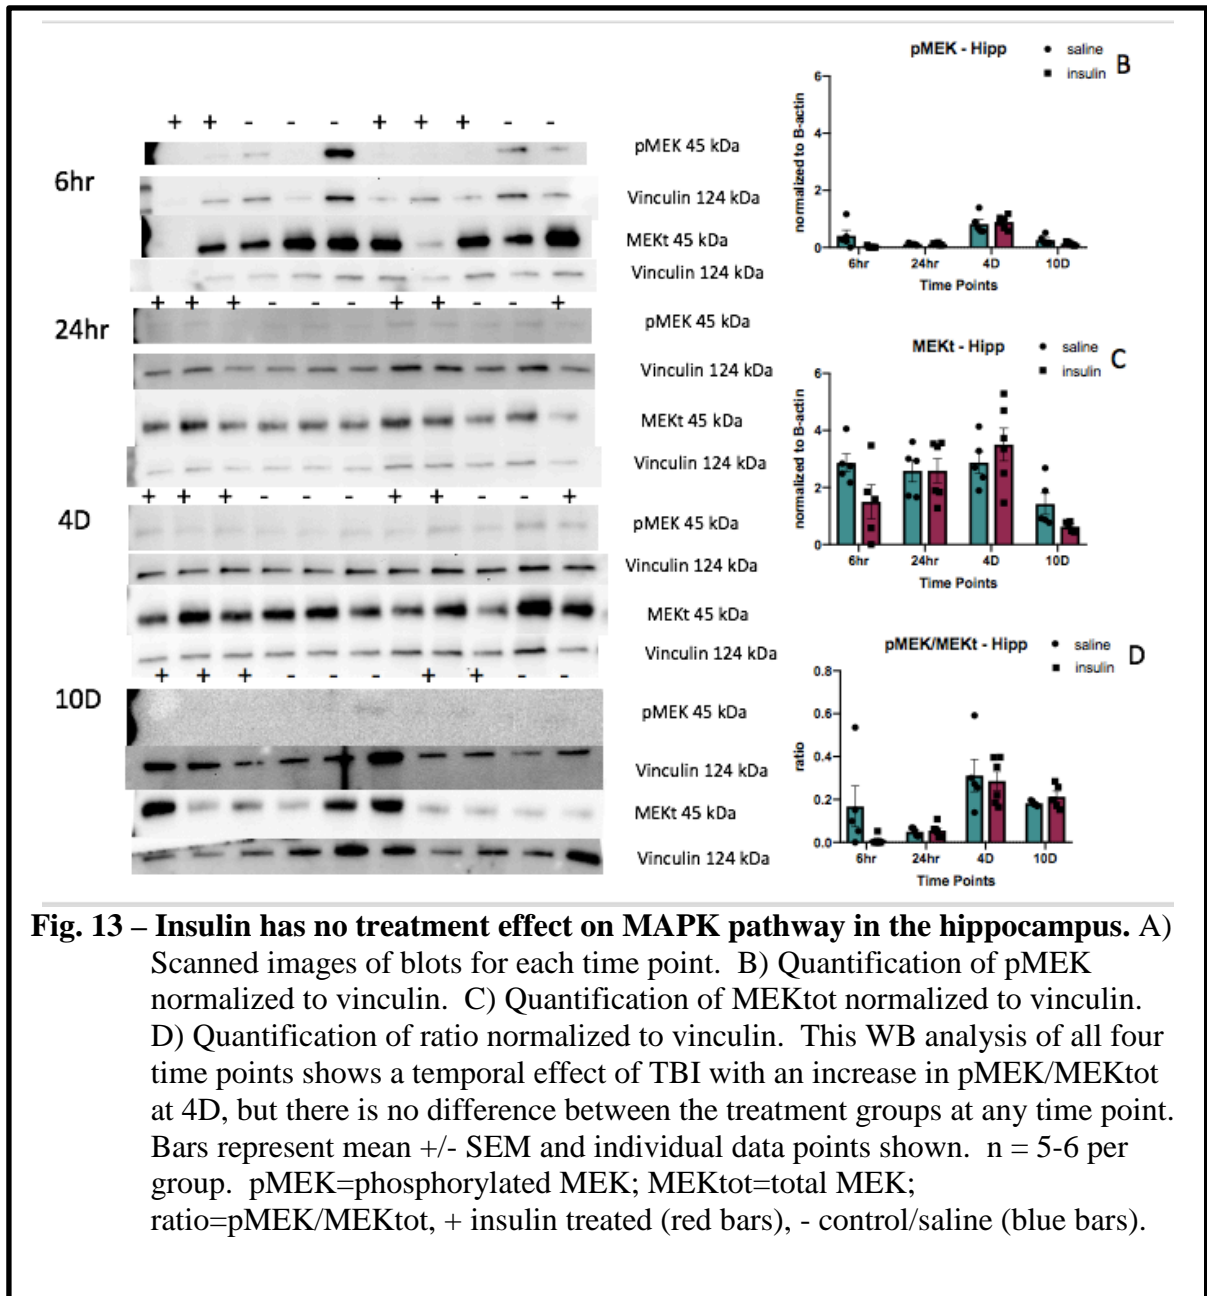 + + - - - + + + - -
6hr
pMEK 45 kDa
Vinculin 124 kDa
MEKt 45 kDa
Vinculin 124 kDa
+ + + - - - + + - - +
24hr
pMEK 45 kDa
Vinculin 124 kDa
MEKt 45 kDa
Vinculin 124 kDa
+ + + - - - + + - - +
4D
pMEK 45 kDa
Vinculin 124 kDa
MEKt 45 kDa
Vinculin 124 kDa
+ + + - - - + + - -
10D
pMEK 45 kDa
Vinculin 124 kDa
MEKt 45 kDa
Vinculin 124 kDa
pMEK - Hipp
saline
insulin
B
normalized to B-actin
6
4
2
0
6hr 24hr 4D 10D
Time Points
MEKt - Hipp
saline
insulin
C
normalized to B-actin
6
4
2
0
6hr 24hr 4D 10D
Time Points
pMEK/MEKt - Hipp
saline
insulin
D
ratio
0.8
0.6
0.4
0.2
0.0
6hr 24hr 4D 10D
Time Points
Fig. 13 – Insulin has no treatment effect on MAPK pathway in the hippocampus. A)
Scanned images of blots for each time point. B) Quantification of pMEK
normalized to vinculin. C) Quantification of MEKtot normalized to vinculin.
D) Quantification of ratio normalized to vinculin. This WB analysis of all four
time points shows a temporal effect of TBI with an increase in pMEK/MEKtot
at 4D, but there is no difference between the treatment groups at any time point.
Bars represent mean +/- SEM and individual data points shown. n = 5-6 per
group. pMEK=phosphorylated MEK; MEKtot=total MEK;
ratio=pMEK/MEKtot, + insulin treated (red bars), - control/saline (blue bars).